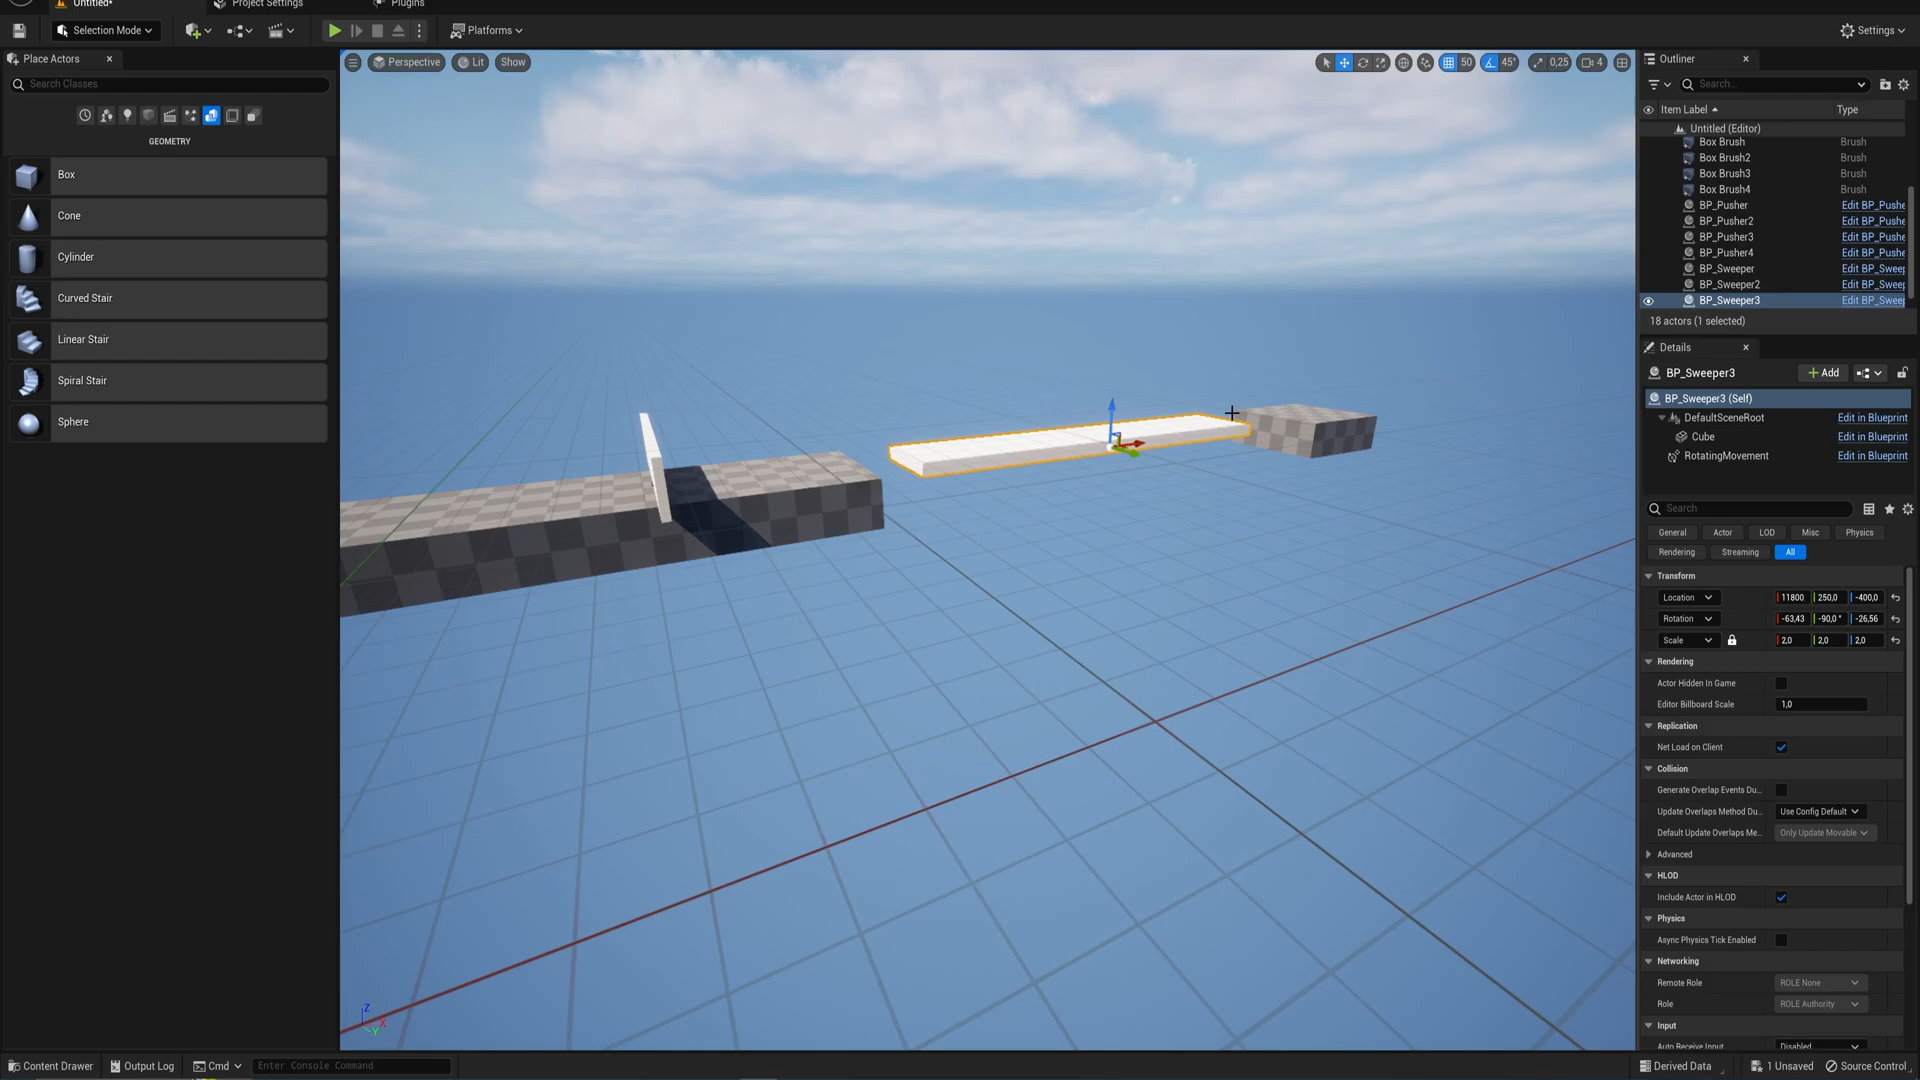 Untitled*
Project Settings
Plugins
Selection Mode
Platforms
Settings
Place Actors
Search Classes
GEOMETRY
Box
Cone
Cylinder
Curved Stair
Linear Stair
Spiral Stair
Sphere
Perspective
Lit
Show
50
45°
0,25
4
Outliner
Search...
Item Label
Type
Untitled (Editor)
Box Brush Brush
Box Brush2 Brush
Box Brush3 Brush
Box Brush4 Brush
BP_Pusher Edit BP_Pushe
BP_Pusher2 Edit BP_Pushe
BP_Pusher3 Edit BP_Pushe
BP_Pusher4 Edit BP_Pushe
BP_Sweeper Edit BP_Sweep
BP_Sweeper2 Edit BP_Sweep
BP_Sweeper3 Edit BP_Sweep
18 actors (1 selected)
Details
BP_Sweeper3
Add
BP_Sweeper3 (Self)
DefaultSceneRoot Edit in Blueprint
Cube Edit in Blueprint
RotatingMovement Edit in Blueprint
Search
General Actor LOD Misc Physics
Rendering Streaming All
Transform
Location 11800 250,0 -400,0
Rotation -63,43 -90,0 ° -26,56
Scale 2,0 2,0 2,0
Rendering
Actor Hidden In Game
Editor Billboard Scale 1,0
Replication
Net Load on Client
Collision
Generate Overlap Events Du...
Update Overlaps Method Du... Use Config Default
Default Update Overlaps Me... Only Update Movable
Advanced
HLOD
Include Actor in HLOD
Physics
Async Physics Tick Enabled
Networking
Remote Role ROLE None
Role ROLE Authority
Input
Auto Receive Input Disabled
Z
X
Y
Content Drawer
Output Log
Cmd
Enter Console Command
Derived Data
1 Unsaved
Source Control